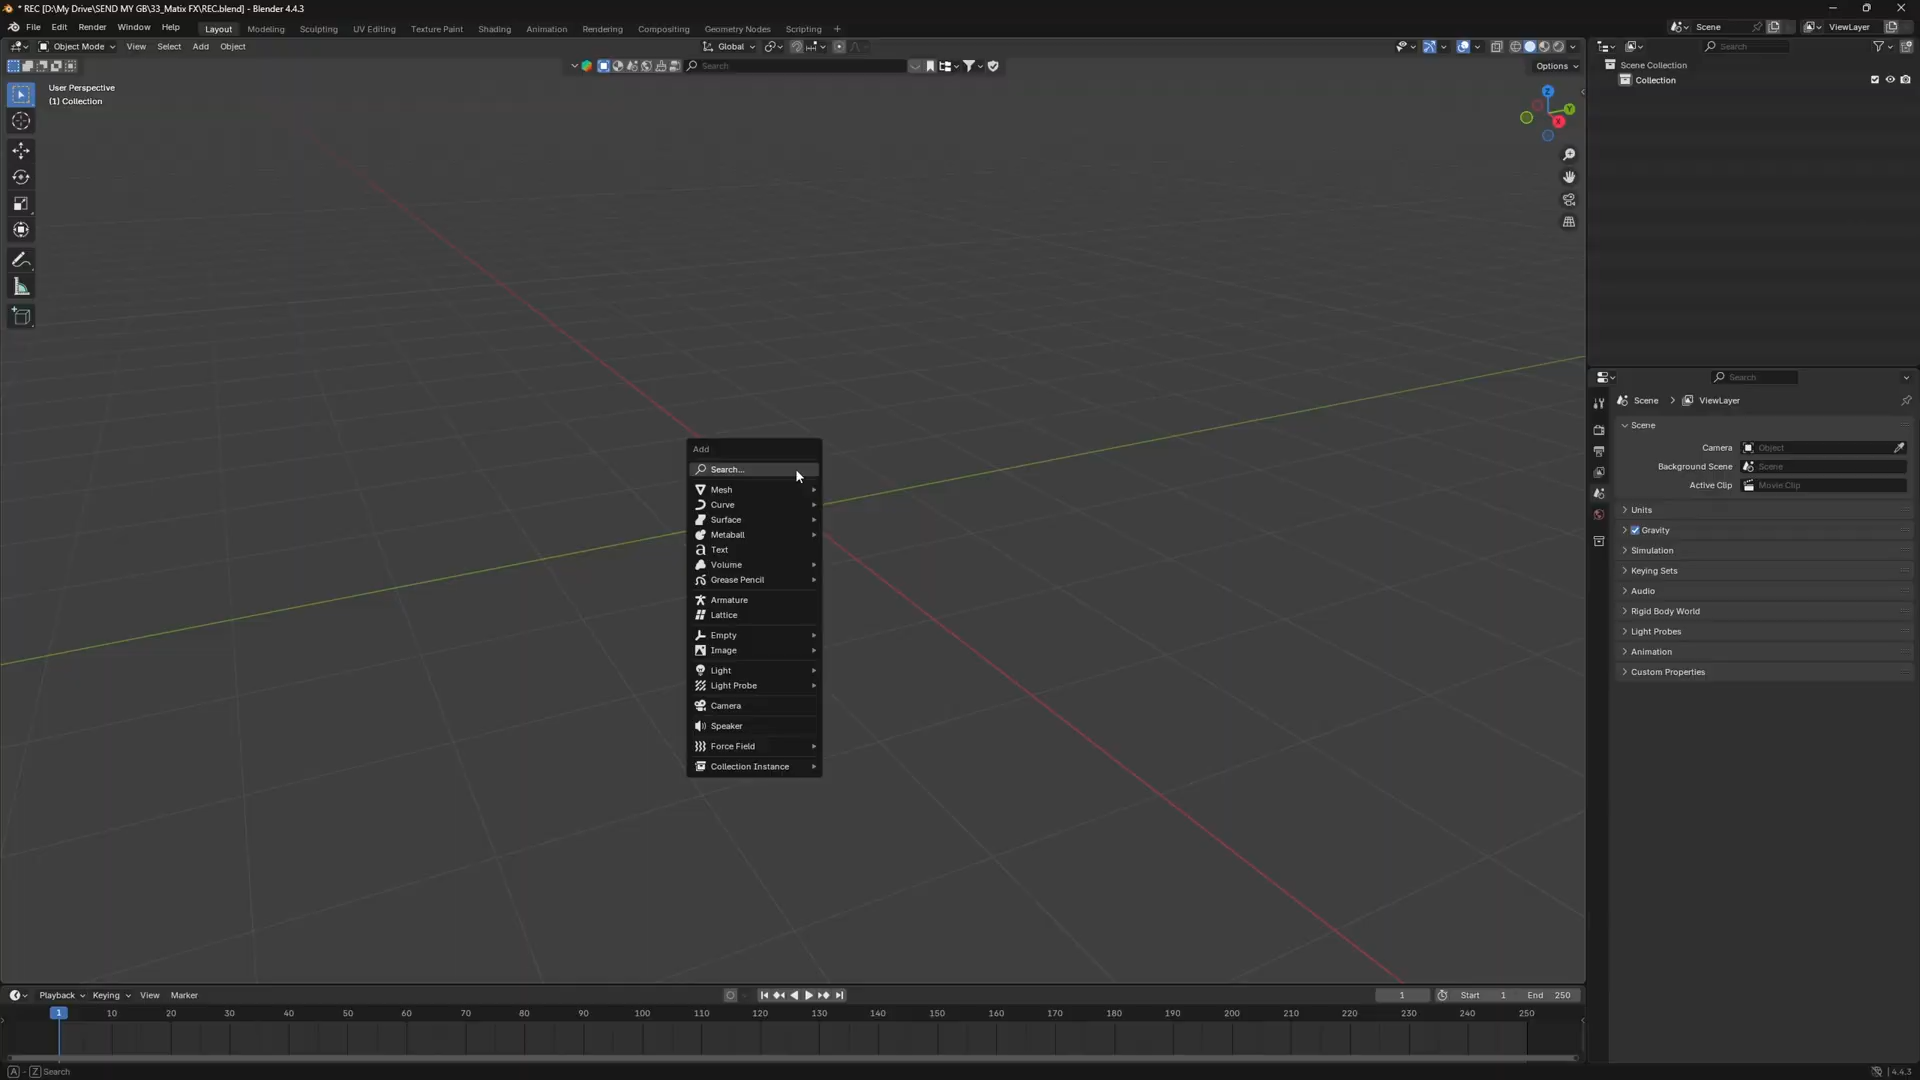 * REC [D:\My Drive\SEND MY GB\33_Matix FX\REC.blend] - Blender 4.4.3
File Edit Render Window Help Layout Modeling Sculpting UV Editing Texture Paint Shading Animation Rendering Compositing Geometry Nodes Scripting + Scene ViewLayer
Object Mode View Select Add Object Global Search
Search Options
User Perspective
(1) Collection
Z
Y
X
Scene Collection
Collection
Add
Search...
Mesh
Curve
Surface
Metaball
Text
Volume
Grease Pencil
Armature
Lattice
Empty
Image
Light
Light Probe
Camera
Speaker
Force Field
Collection Instance
Search
Scene > ViewLayer
Scene
Camera Object
Background Scene Scene
Active Clip Movie Clip
Units
Gravity
Simulation
Keying Sets
Audio
Rigid Body World
Light Probes
Animation
Custom Properties
Playback Keying View Marker 1 Start 1 End 250
1 10 20 30 40 50 60 70 80 90 100 110 120 130 140 150 160 170 180 190 200 210 220 230 240 250
A - Z Search 4.4.3